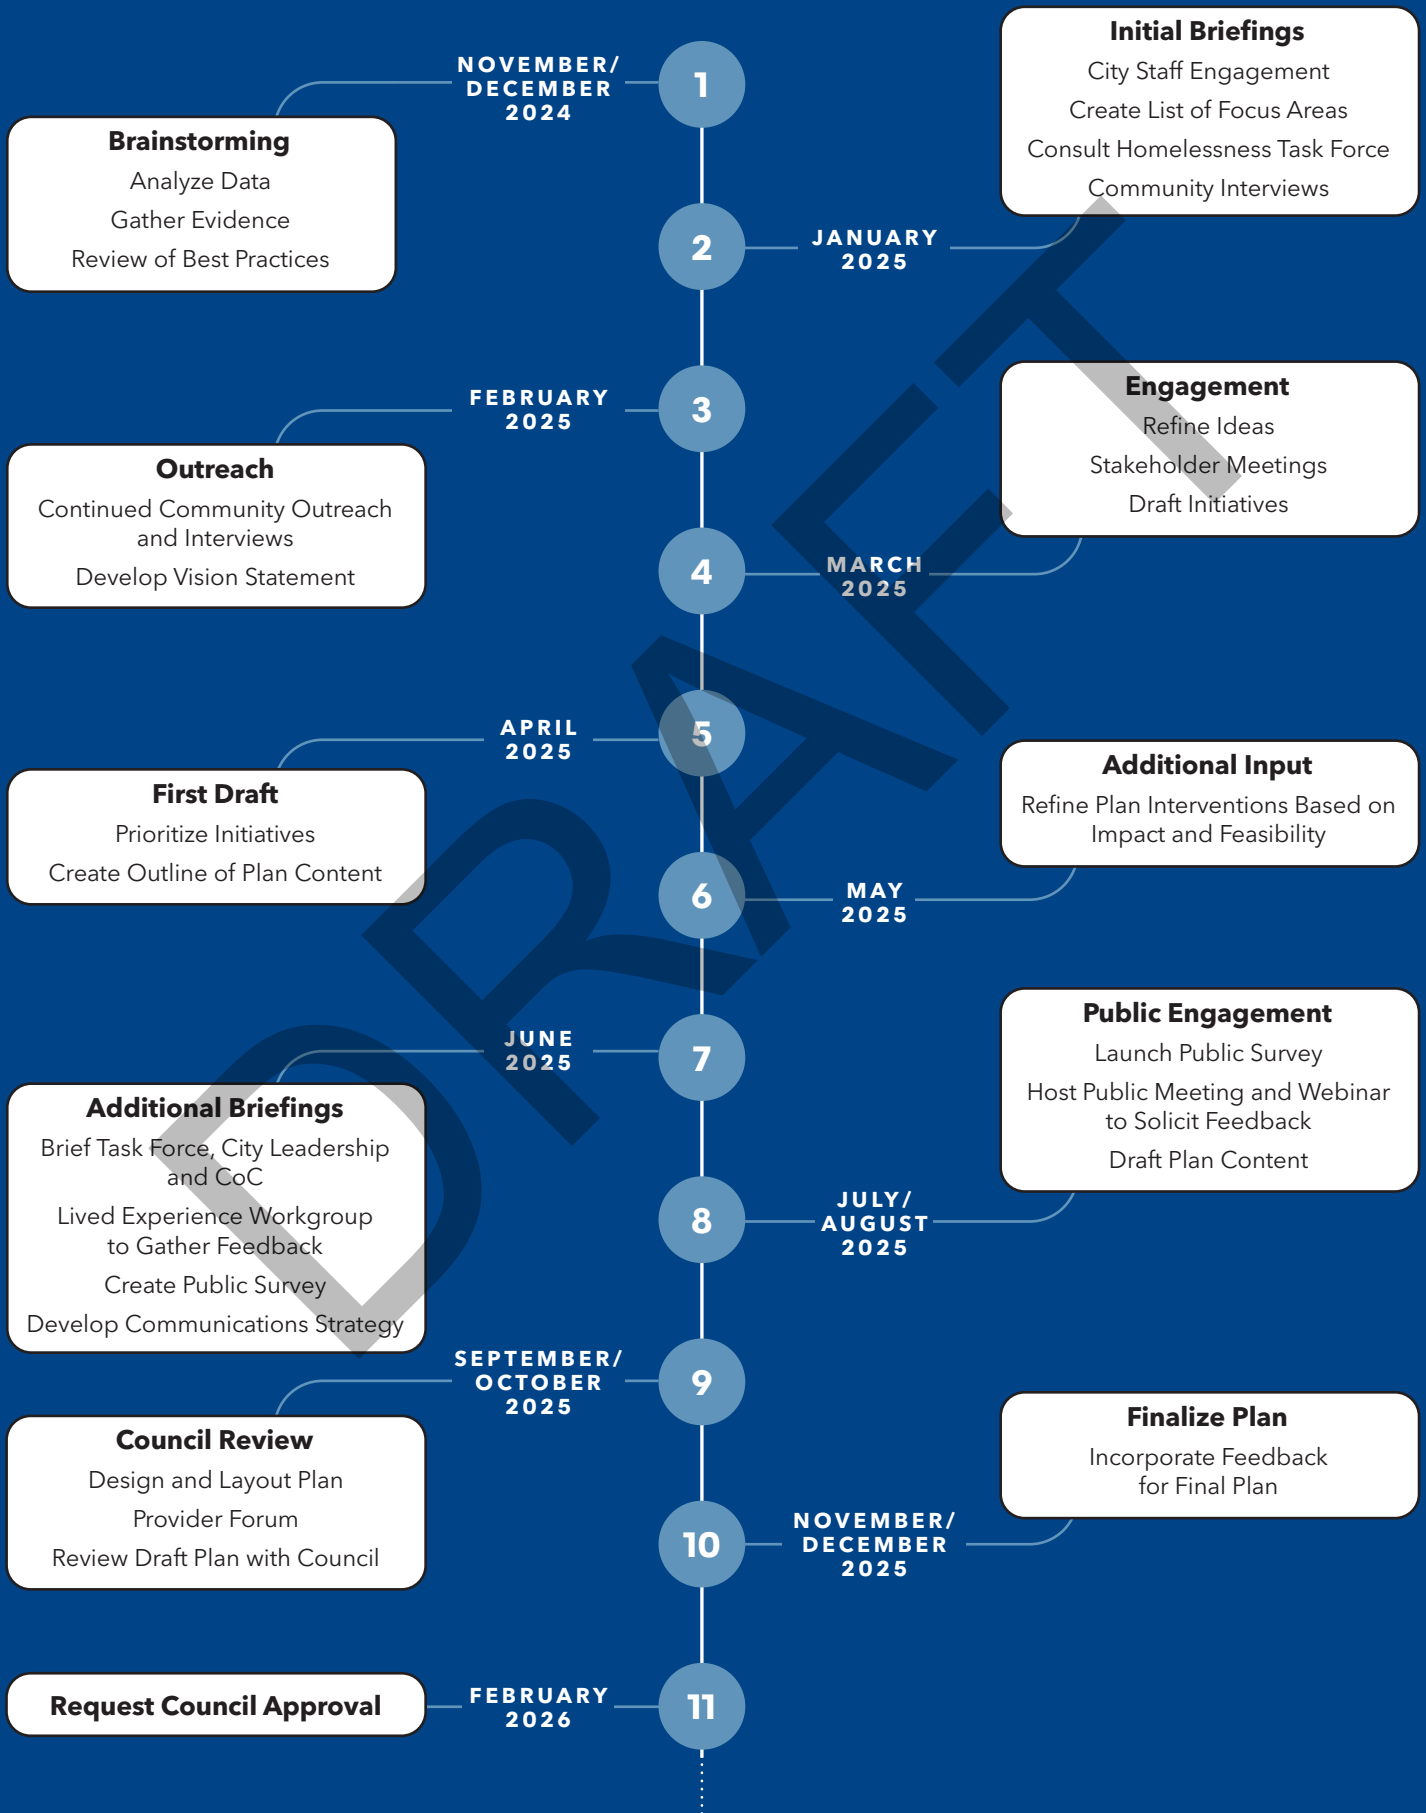 NOVEMBER/
DECEMBER
2024
1
Brainstorming
Analyze Data
Gather Evidence
Review of Best Practices
Initial Briefings
City Staff Engagement
Create List of Focus Areas
Consult Homelessness Task Force
Community Interviews
2
JANUARY
2025
FEBRUARY
2025
3
Outreach
Continued Community Outreach
and Interviews
Develop Vision Statement
Engagement
Refine Ideas
Stakeholder Meetings
Draft Initiatives
4
MARCH
2025
APRIL
2025
5
First Draft
Prioritize Initiatives
Create Outline of Plan Content
Additional Input
Refine Plan Interventions Based on
Impact and Feasibility
6
MAY
2025
JUNE
2025
7
Additional Briefings
Brief Task Force, City Leadership
and CoC
Lived Experience Workgroup
to Gather Feedback
Create Public Survey
Develop Communications Strategy
Public Engagement
Launch Public Survey
Host Public Meeting and Webinar
to Solicit Feedback
Draft Plan Content
8
JULY/
AUGUST
2025
SEPTEMBER/
OCTOBER
2025
9
Council Review
Design and Layout Plan
Provider Forum
Review Draft Plan with Council
Finalize Plan
Incorporate Feedback
for Final Plan
10
NOVEMBER/
DECEMBER
2025
Request Council Approval
FEBRUARY
2026
11
DRAFT